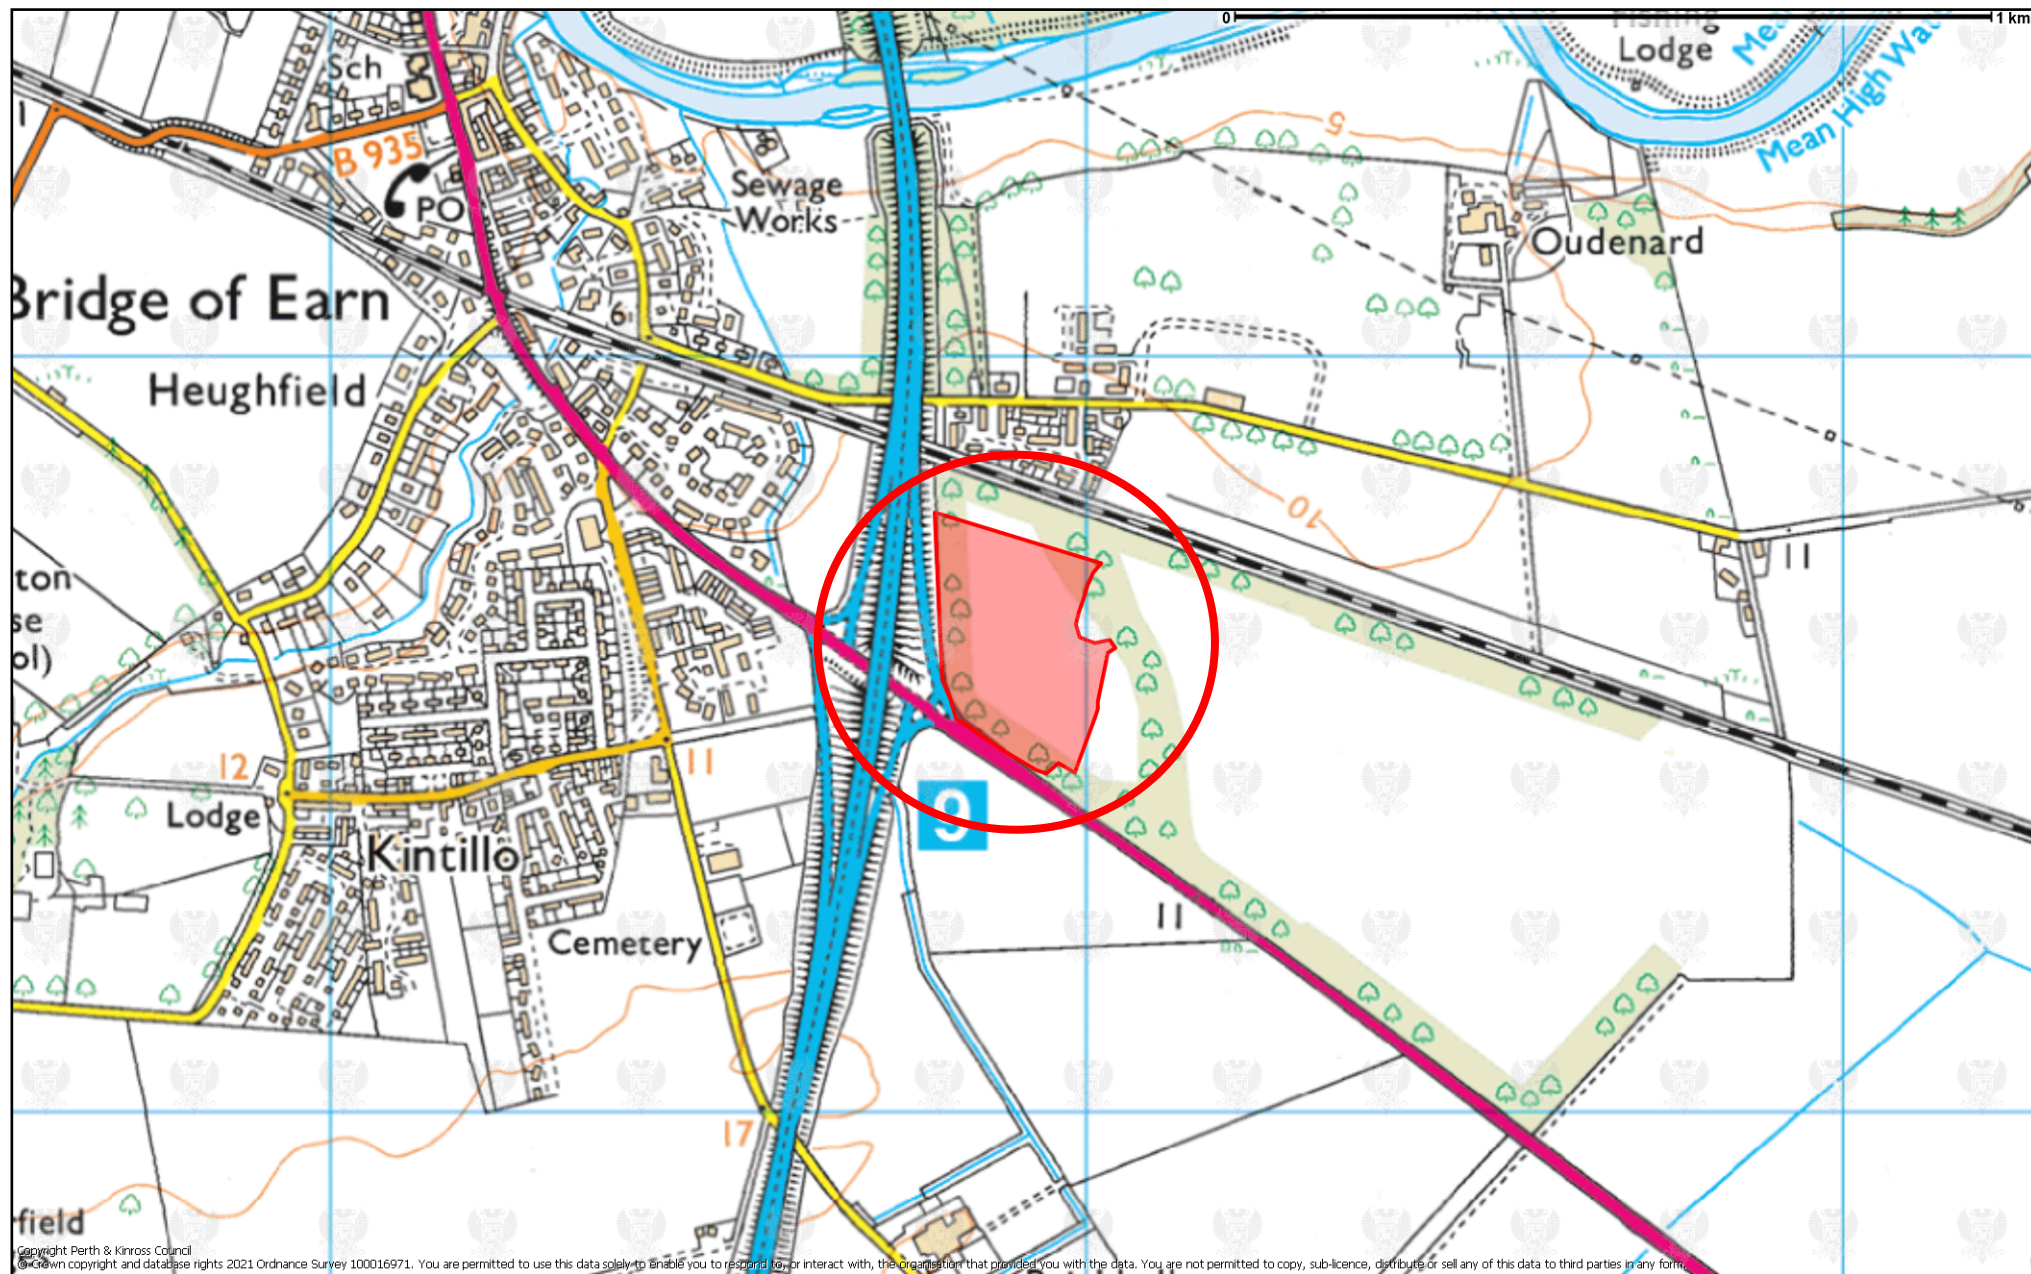 0
1 km
Sch
Lodge
Mean High Wat
5
B 935
PO
Sewage
Works
Oudenard
Bridge of Earn
6
Heughfield
10
11
ton
se
ol)
12
11
9
Lodge
Kintillo
11
Cemetery
17
field
Copyright Perth & Kinross Council
© Crown copyright and database rights 2021 Ordnance Survey 100016971. You are permitted to use this data solely to enable you to respond to, or interact with, the organisation that provided you with the data. You are not permitted to copy, sub-licence, distribute or sell any of this data to third parties in any form.